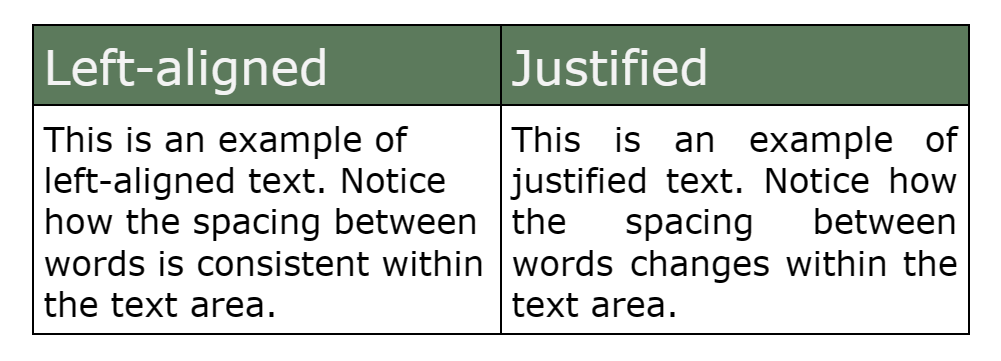 Left-aligned
Justified
This is an example of
left-aligned text. Notice
how the spacing between
words is consistent within
the text area.
This is an example of
justified text. Notice how
the spacing between
words changes within the
text area.